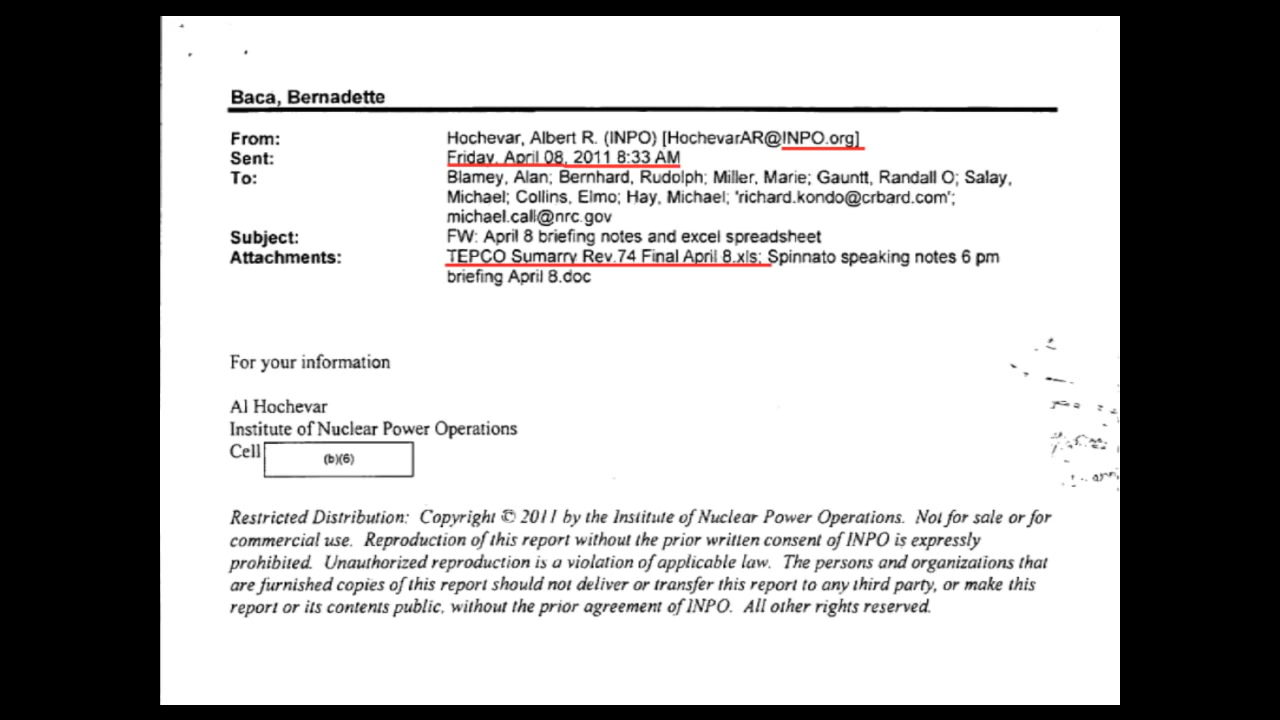 Baca, Bernadette
From: Hochevar, Albert R. (INPO) [HochevarAR@INPO.org]
Sent: Friday, April 08, 2011 8:33 AM
To: Blamey, Alan; Bernhard, Rudolph; Miller, Marie; Gauntt, Randall O; Salay,
Michael; Collins, Elmo; Hay, Michael; 'richard.kondo@crbard.com';
michael.call@nrc.gov
Subject: FW: April 8 briefing notes and excel spreadsheet
Attachments: TEPCO Sumarry Rev.74 Final April 8.xls; Spinnato speaking notes 6 pm
briefing April 8.doc
For your information
Al Hochevar
Institute of Nuclear Power Operations
Cell (b)(6)
Restricted Distribution: Copyright © 2011 by the Institute of Nuclear Power Operations. Not for sale or for
commercial use. Reproduction of this report without the prior written consent of INPO is expressly
prohibited. Unauthorized reproduction is a violation of applicable law. The persons and organizations that
are furnished copies of this report should not deliver or transfer this report to any third party, or make this
report or its contents public, without the prior agreement of INPO. All other rights reserved.